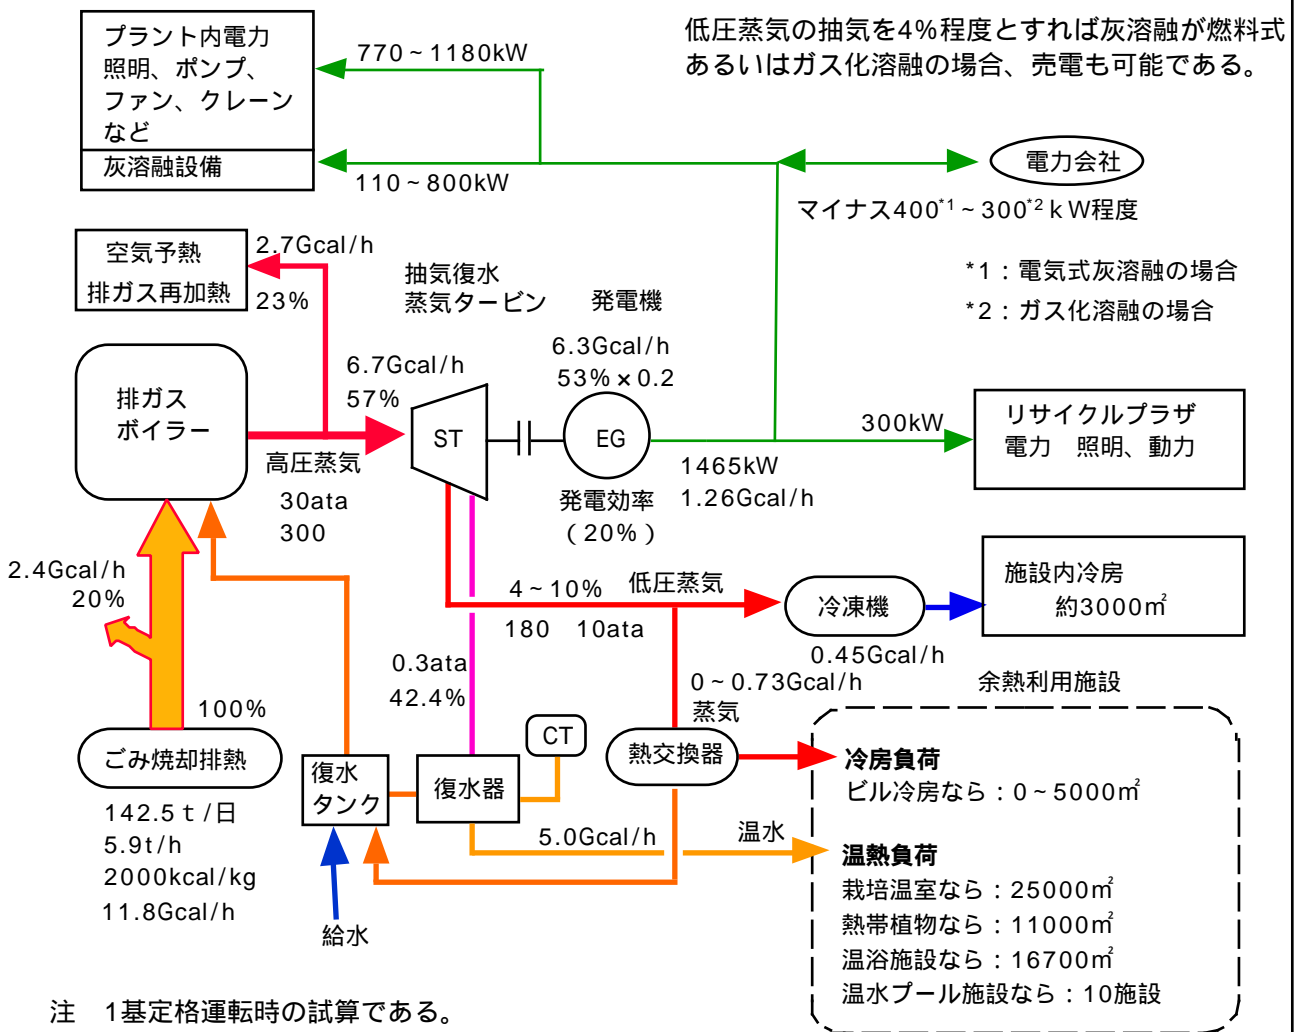 低圧蒸気の抽気を4%程度とすれば灰溶融が燃料式
あるいはガス化溶融の場合、売電も可能である。
プラント内電力
照明、ポンプ、
ファン、クレーン
など
灰溶融設備
770~1180kW
110~800kW
電力会社
マイナス400*1~300*2kW程度
*1:電気式灰溶融の場合
*2:ガス化溶融の場合
空気予熱
排ガス再加熱
2.7Gcal/h
23%
抽気復水
蒸気タービン
発電機
6.3Gcal/h
53%×0.2
6.7Gcal/h
57%
排ガス
ボイラー
ST
EG
高圧蒸気
30ata
300
発電効率
(20%)
1465kW
1.26Gcal/h
300kW
リサイクルプラザ
電力 照明、動力
2.4Gcal/h
20%
4~10%
低圧蒸気
180 10ata
冷凍機
0.45Gcal/h
施設内冷房
約3000㎡
0.3ata
42.4%
0~0.73Gcal/h
蒸気
余熱利用施設
100%
ごみ焼却排熱
142.5t/日
5.9t/h
2000kcal/kg
11.8Gcal/h
復水
タンク
復水器
CT
熱交換器
給水
5.0Gcal/h
温水
冷房負荷
ビル冷房なら:0~5000㎡
温熱負荷
栽培温室なら:25000㎡
熱帯植物なら:11000㎡
温浴施設なら:16700㎡
温水プール施設なら:10施設
注 1基定格運転時の試算である。